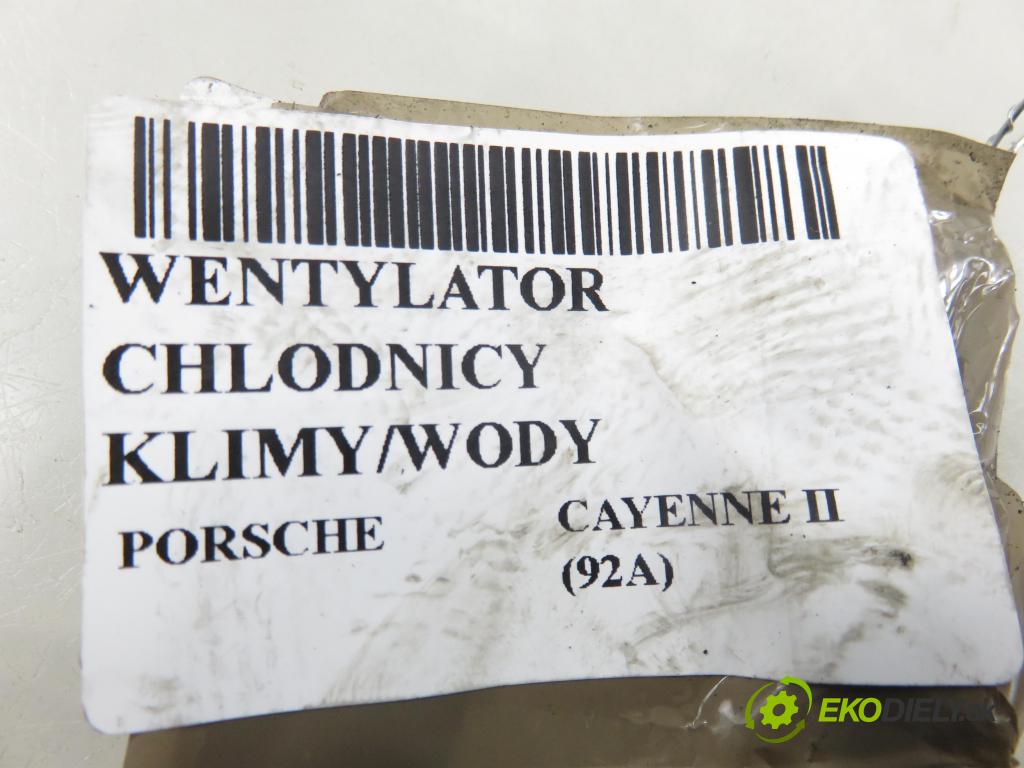 WENTYLATOR
CHLODNICY
KLIMY/WODY
PORSCHE CAYENNE II
(92A)
EKODIELY.SK